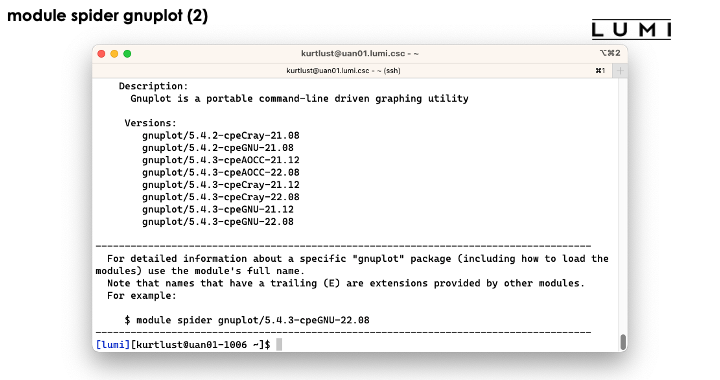 module spider gnuplot (2)
LUMI
kurtlust@uan01.lumi.csc - ~
⌥⌘2
kurtlust@uan01.lumi.csc - ~ (ssh)
⌘1
+
Description:
Gnuplot is a portable command-line driven graphing utility
Versions:
gnuplot/5.4.2-cpeCray-21.08
gnuplot/5.4.2-cpeGNU-21.08
gnuplot/5.4.3-cpeAOCC-21.12
gnuplot/5.4.3-cpeAOCC-22.08
gnuplot/5.4.3-cpeCray-21.12
gnuplot/5.4.3-cpeCray-22.08
gnuplot/5.4.3-cpeGNU-21.12
gnuplot/5.4.3-cpeGNU-22.08
------------------------------------------------------------------------------------
For detailed information about a specific "gnuplot" package (including how to load the
modules) use the module's full name.
Note that names that have a trailing (E) are extensions provided by other modules.
For example:
$ module spider gnuplot/5.4.3-cpeGNU-22.08
------------------------------------------------------------------------------------
[lumi][kurtlust@uan01-1006 ~]$